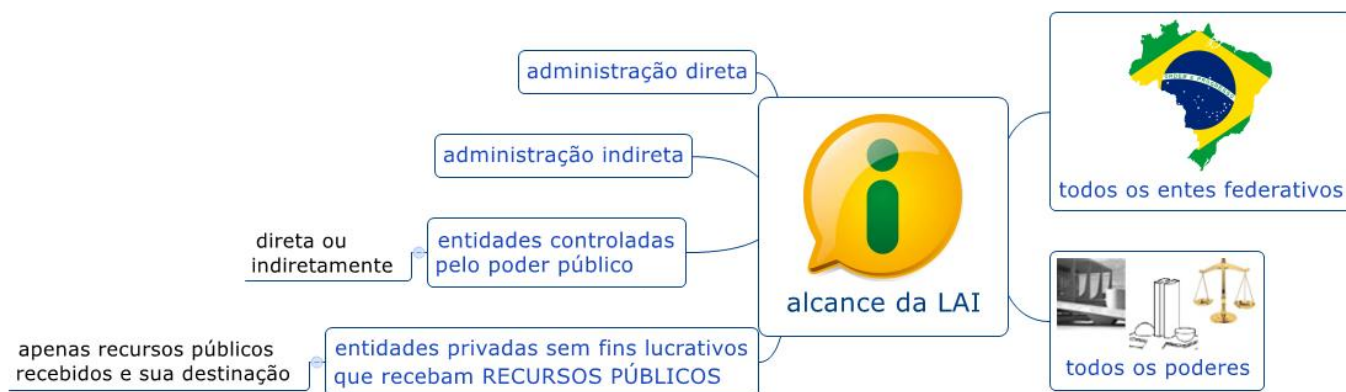 administração direta
administração indireta
direta ou
indiretamente
entidades controladas
pelo poder público
apenas recursos públicos
recebidos e sua destinação
entidades privadas sem fins lucrativos
que recebam RECURSOS PÚBLICOS
alcance da LAI
todos os entes federativos
todos os poderes